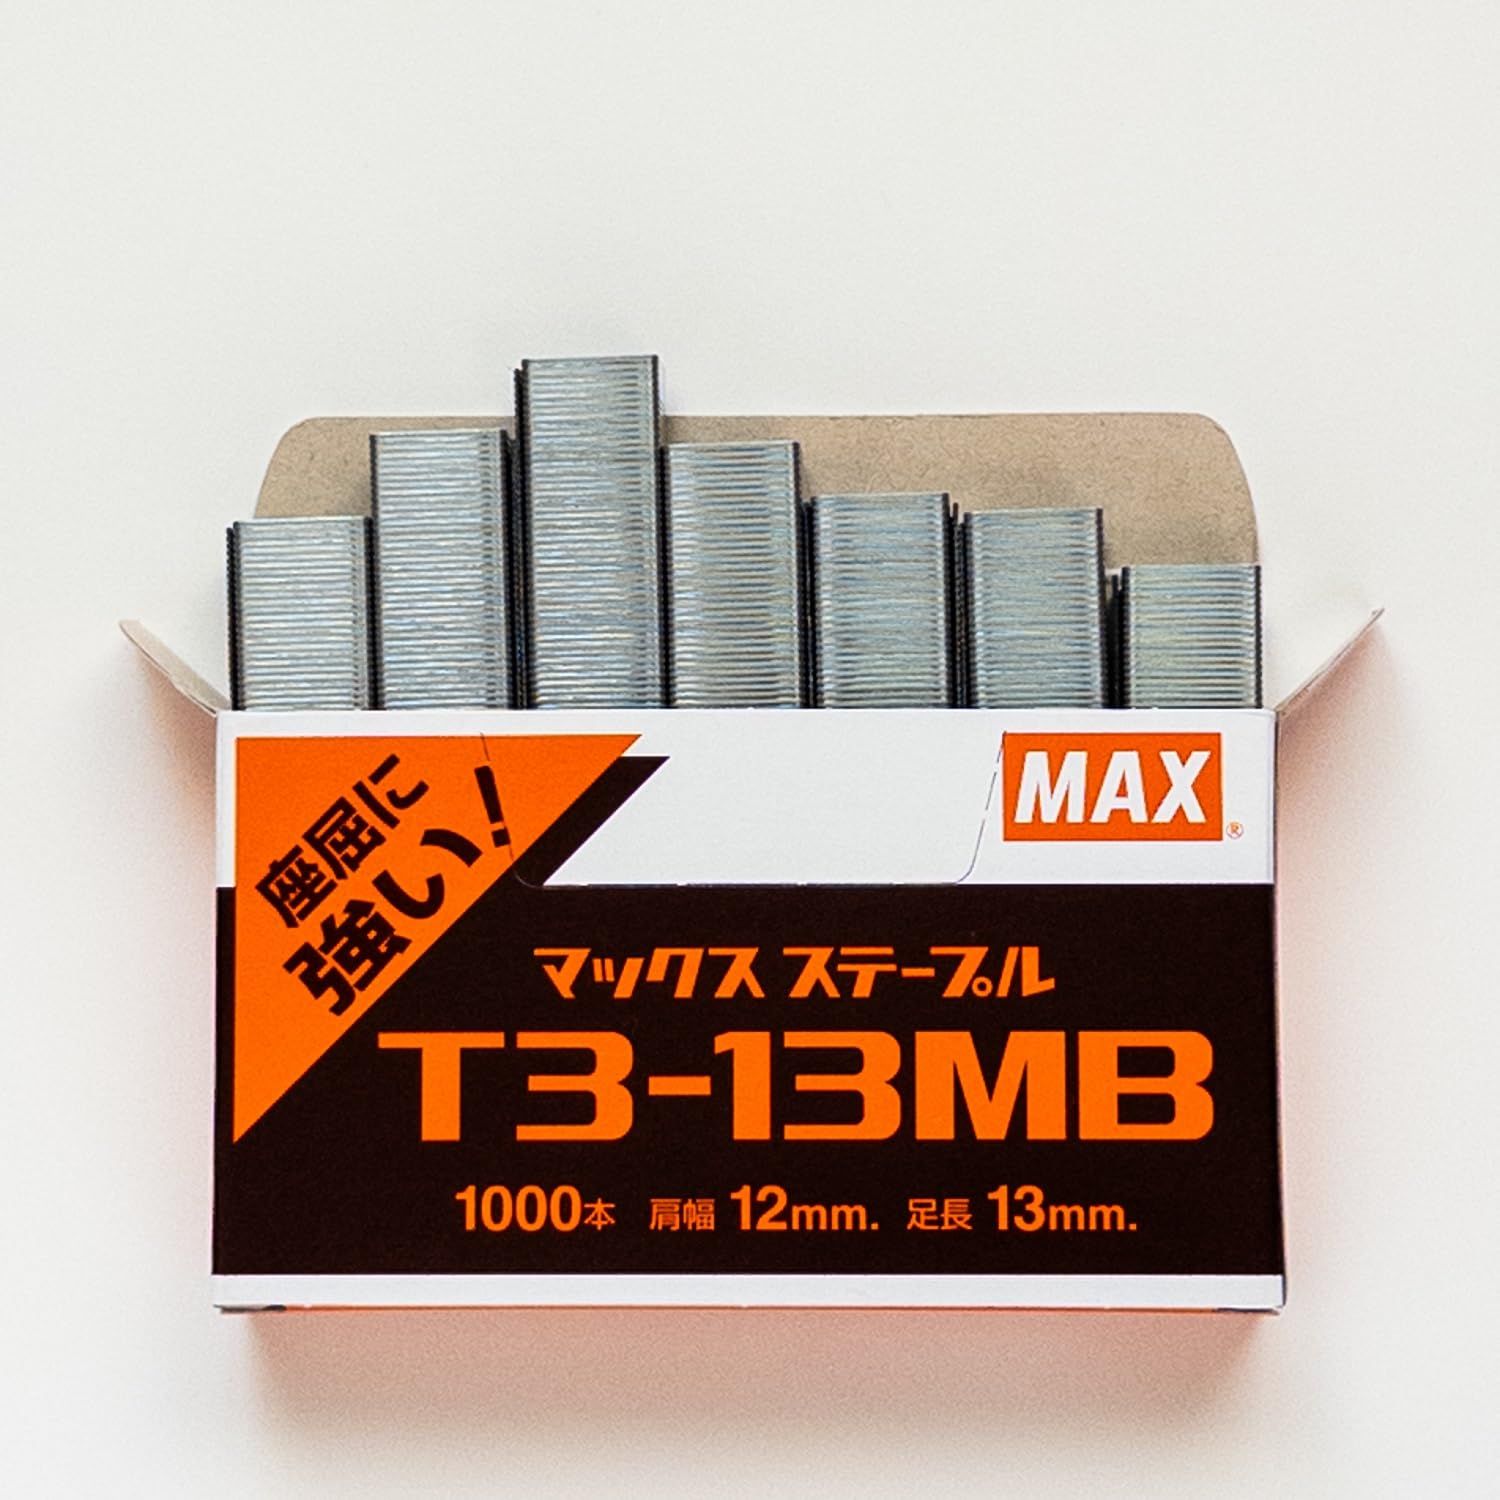 座屈に
強い!
MAX®
マックス ステープル
T3-13MB
1000本 肩幅 12mm. 足長 13mm.